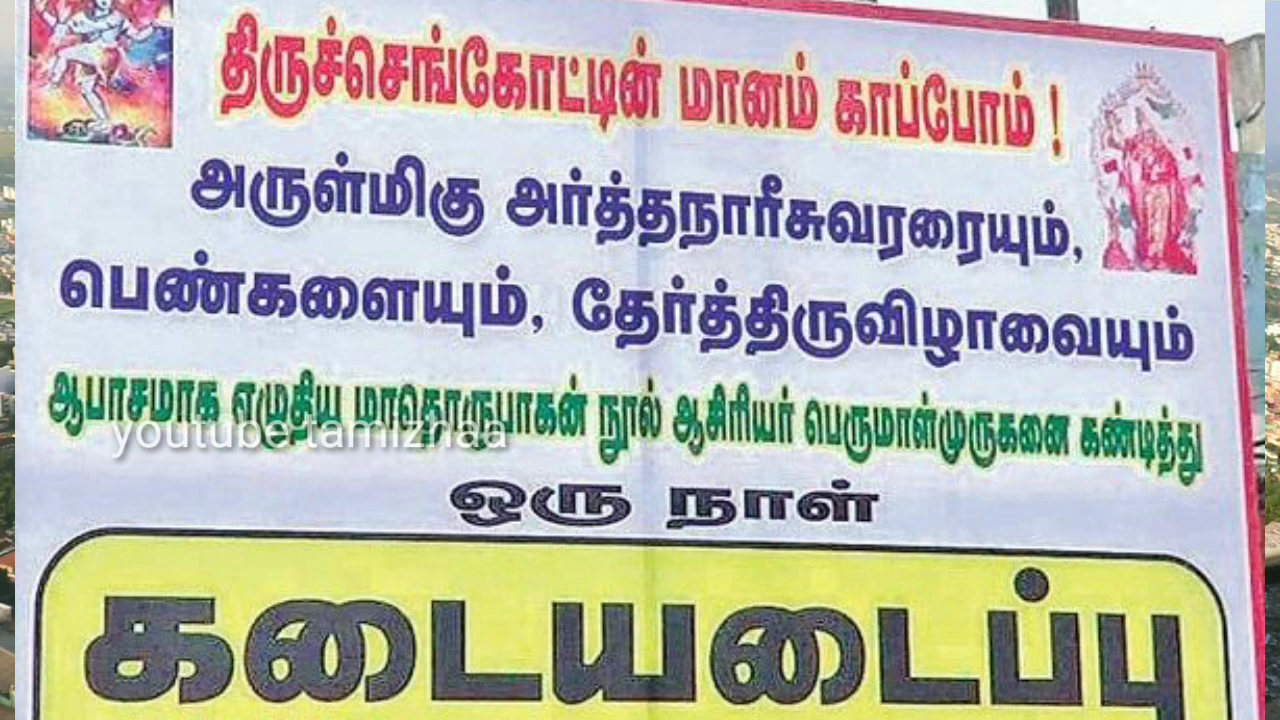 திருச்செங்கோட்டின் மானம் காப்போம் !
அருள்மிகு அர்த்தநாரீசுவரரையும்,
பெண்களையும், தேர்த்திருவிழாவையும்
ஆபாசமாக எழுதிய மாதொருபாகன் நூல் ஆசிரியர் பெருமாள்முருகனை கண்டித்து
youtube tamizhaa
ஒரு நாள்
கடையடைப்பு